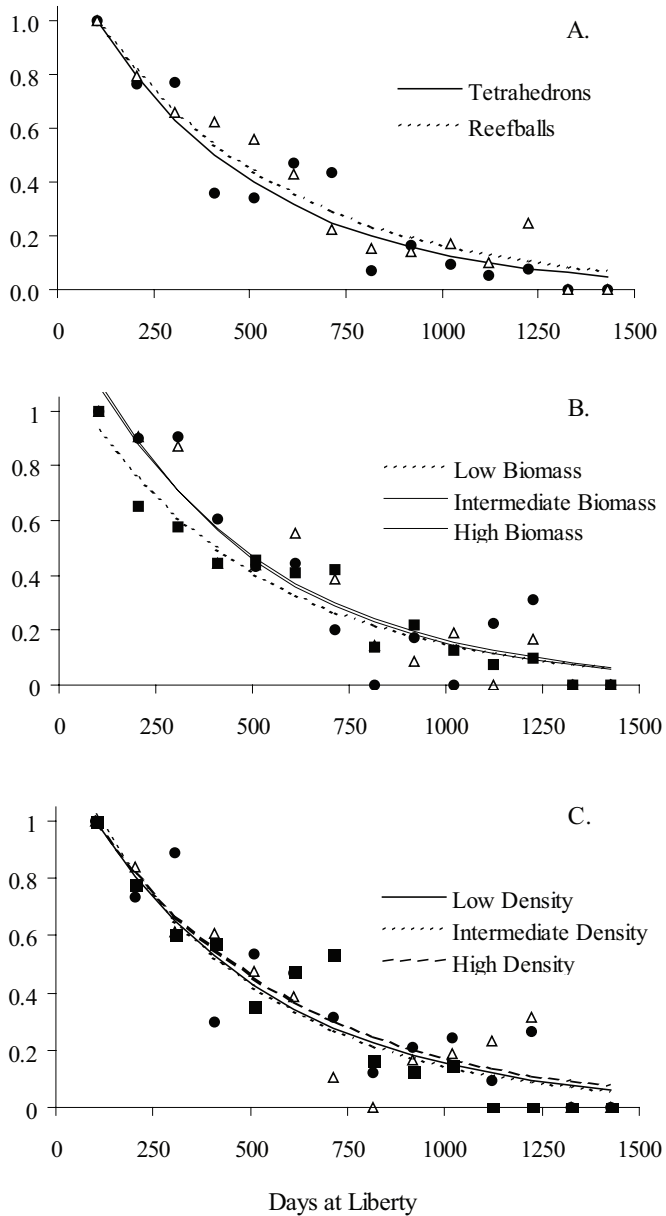 A.
1.0
0.8
0.6
0.4
0.2
0.0
Tetrahedrons
Reefballs
0 250 500 750 1000 1250 1500
B.
1
0.8
0.6
0.4
0.2
0
Low Biomass
Intermediate Biomass
High Biomass
0 250 500 750 1000 1250 1500
C.
1
0.8
0.6
0.4
0.2
0
Low Density
Intermediate Density
High Density
0 250 500 750 1000 1250 1500
Days at Liberty